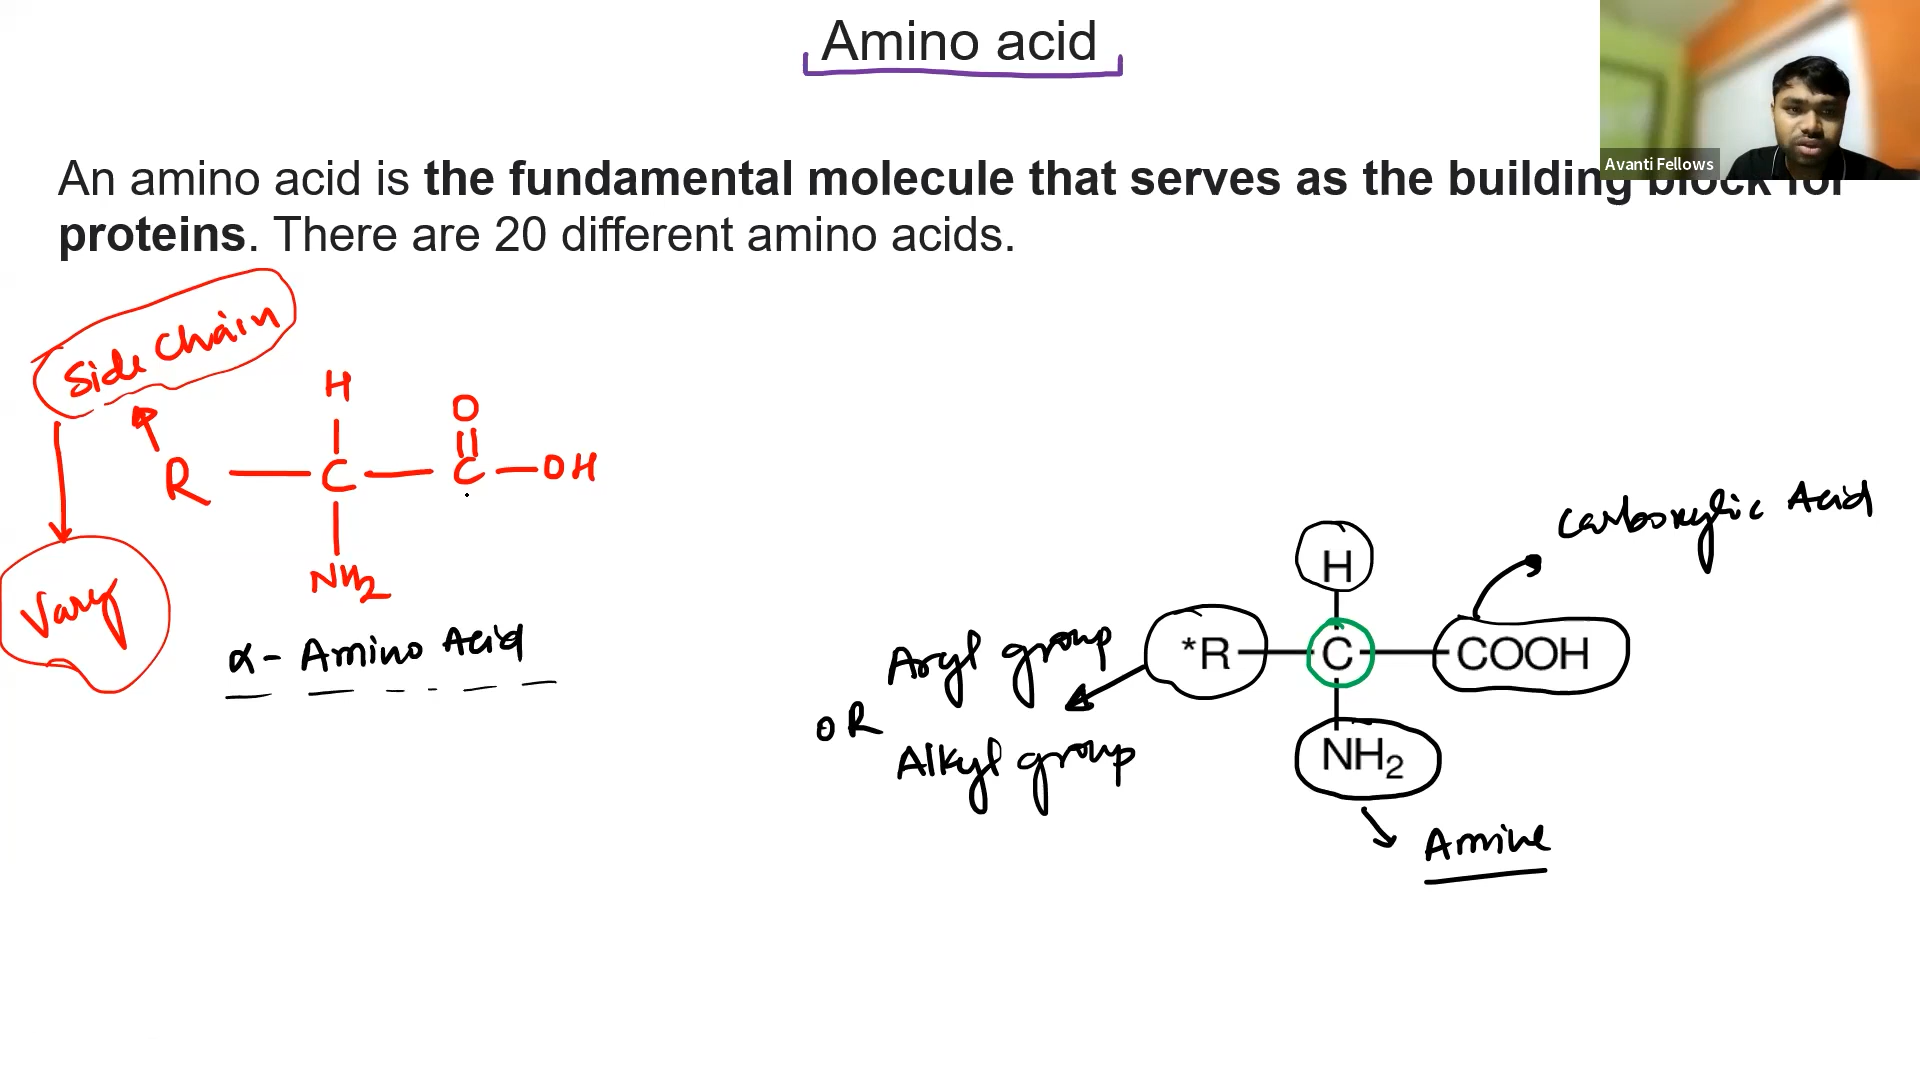 Amino acid
Avanti Fellows
An amino acid is the fundamental molecule that serves as the building block for
proteins. There are 20 different amino acids.
Side Chain
H
O
R C C OH
NH2
Vary
α- Amino Acid
Carboxylic Acid
H
*R C COOH
Aryl group
OR
Alkyl group
NH2
Amine